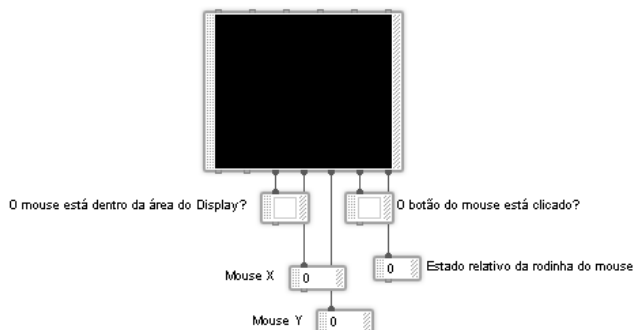 O mouse está dentro da área do Display?
O botão do mouse está clicado?
Mouse X
0
0
Estado relativo da rodinha do mouse
Mouse Y
0